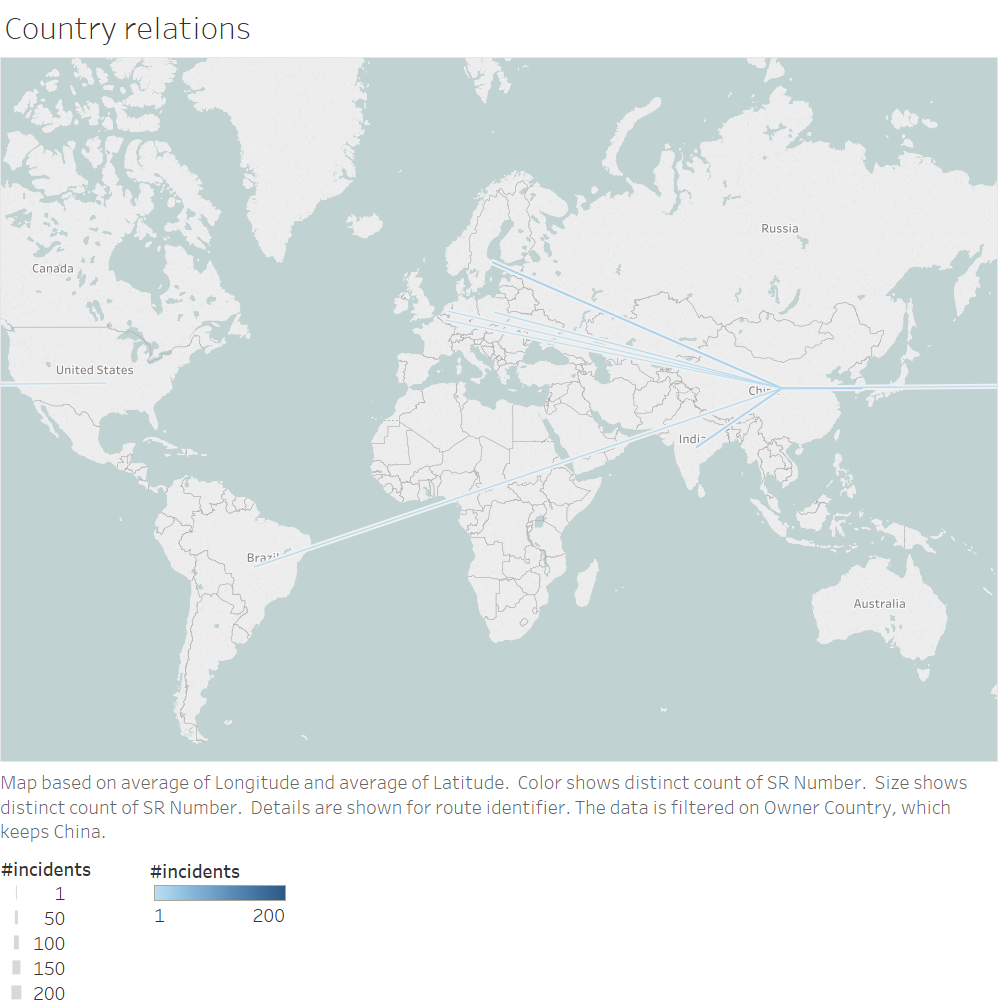 Country relations
Russia
Canada
United States
Chi
Indi
Brazil
Australia
Map based on average of Longitude and average of Latitude.  Color shows distinct count of SR Number.  Size shows
distinct count of SR Number.  Details are shown for route identifier. The data is filtered on Owner Country, which
keeps China.
#incidents
1
50
100
150
200
#incidents
1 200